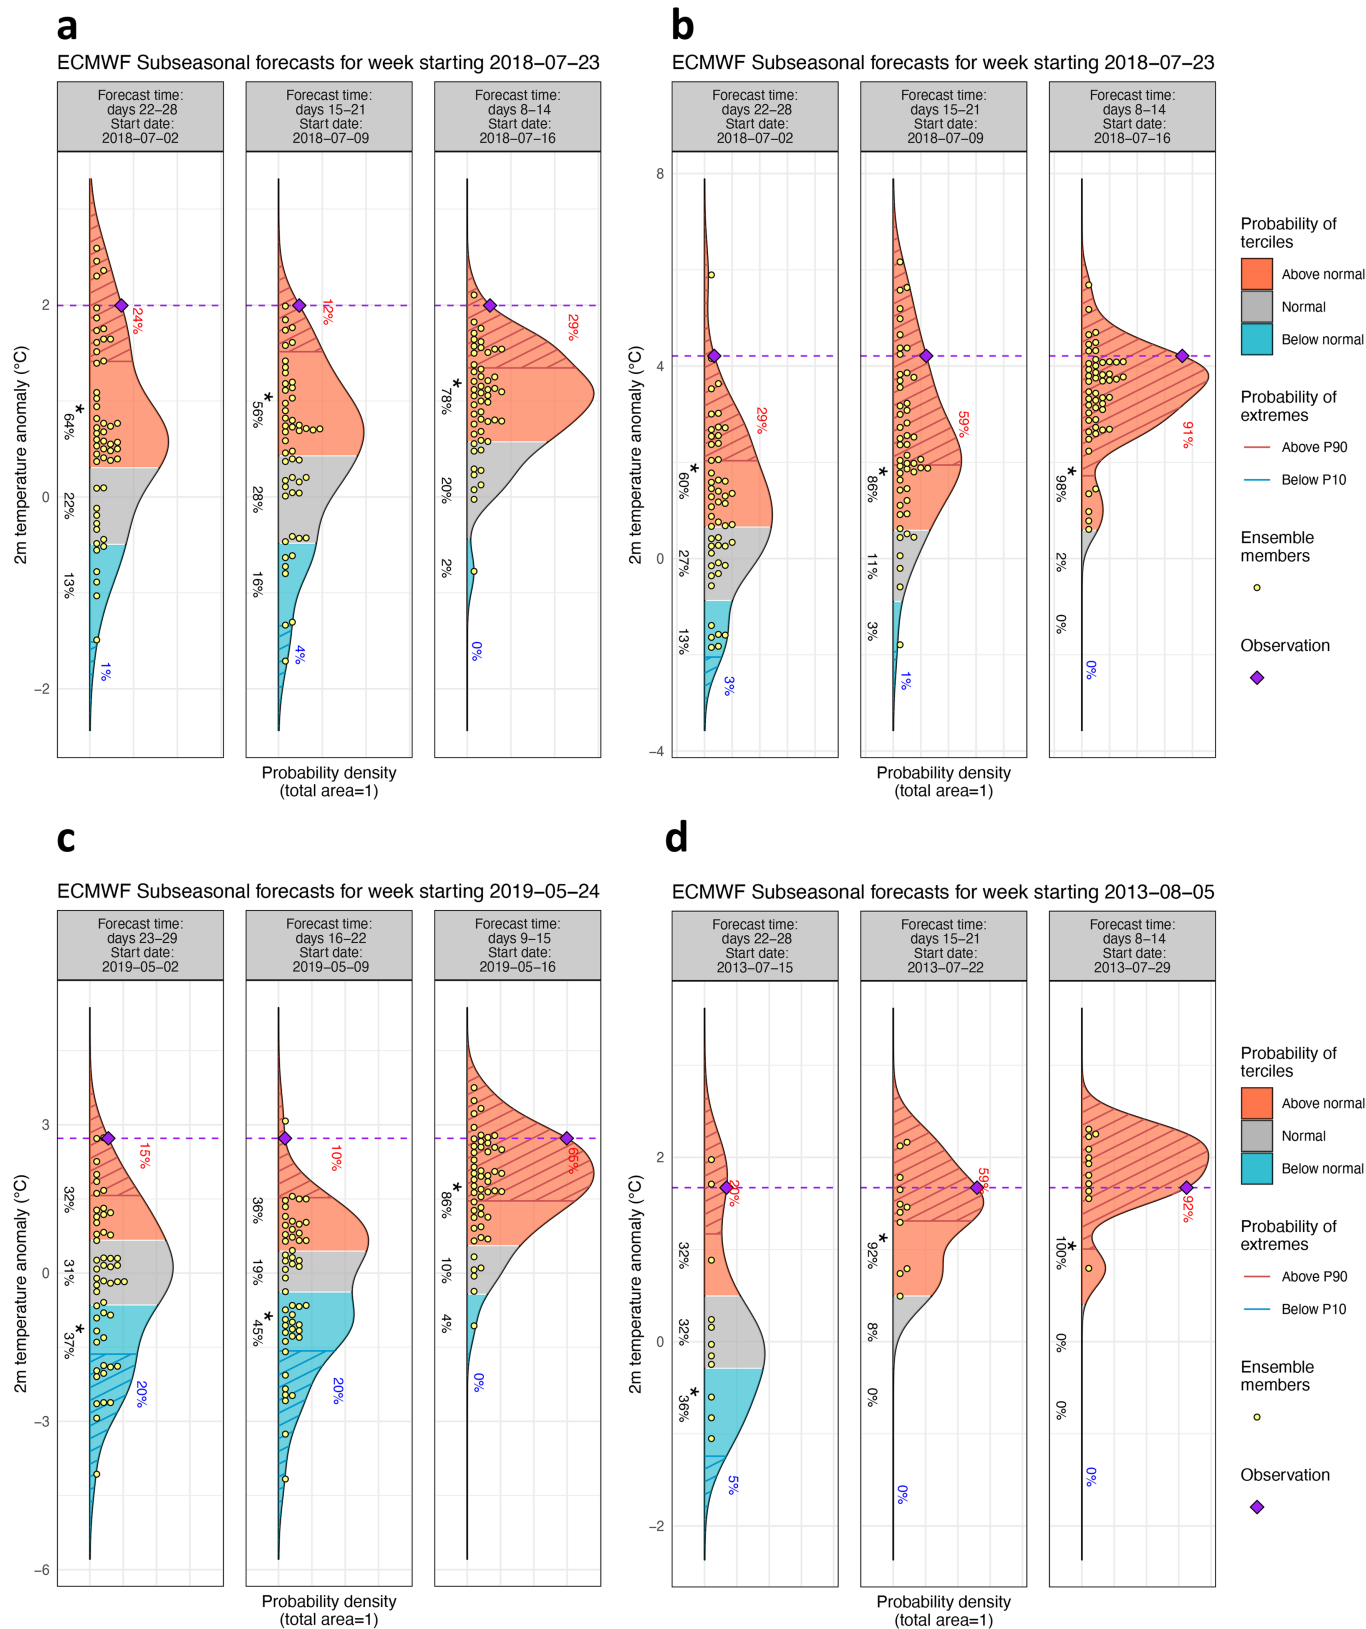 a
ECMWF Subseasonal forecasts for week starting 2018−07−23
Forecast time:
days 22−28
Start date:
2018−07−02
Forecast time:
days 15−21
Start date:
2018−07−09
Forecast time:
days 8−14
Start date:
2018−07−16
2m temperature anomaly (°C)
2
0
−2
24%
* 64%
22%
13%
1%
12%
* 56%
28%
16%
4%
29%
* 78%
20%
2%
0%
Probability density
(total area=1)
b
ECMWF Subseasonal forecasts for week starting 2018−07−23
Forecast time:
days 22−28
Start date:
2018−07−02
Forecast time:
days 15−21
Start date:
2018−07−09
Forecast time:
days 8−14
Start date:
2018−07−16
2m temperature anomaly (°C)
8
4
0
−4
29%
* 60%
27%
13%
3%
59%
* 86%
11%
3%
1%
91%
* 98%
2%
0%
0%
Probability density
(total area=1)
Probability of
terciles
Above normal
Normal
Below normal
Probability of
extremes
Above P90
Below P10
Ensemble
members
Observation
c
ECMWF Subseasonal forecasts for week starting 2019−05−24
Forecast time:
days 23−29
Start date:
2019−05−02
Forecast time:
days 16−22
Start date:
2019−05−09
Forecast time:
days 9−15
Start date:
2019−05−16
2m temperature anomaly (°C)
3
0
−3
−6
15%
32%
31%
* 37%
20%
10%
36%
19%
* 45%
20%
65%
* 86%
10%
4%
0%
Probability density
(total area=1)
d
ECMWF Subseasonal forecasts for week starting 2013−08−05
Forecast time:
days 22−28
Start date:
2013−07−15
Forecast time:
days 15−21
Start date:
2013−07−22
Forecast time:
days 8−14
Start date:
2013−07−29
2m temperature anomaly (°C)
2
0
−2
20%
32%
32%
* 36%
5%
59%
* 92%
8%
0%
0%
92%
* 100%
0%
0%
0%
Probability density
(total area=1)
Probability of
terciles
Above normal
Normal
Below normal
Probability of
extremes
Above P90
Below P10
Ensemble
members
Observation